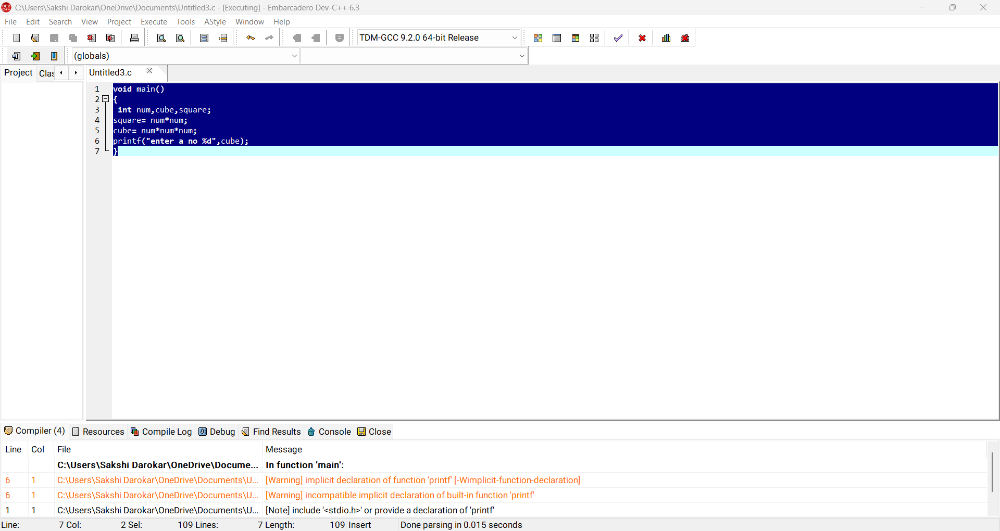 C:\Users\Sakshi Darokar\OneDrive\Documents\Untitled3.c - [Executing] - Embarcadero Dev-C++ 6.3
File Edit Search View Project Execute Tools AStyle Window Help
TDM-GCC 9.2.0 64-bit Release
(globals)
Project Clas Untitled3.c
1 void main()
2 {
3 int num,cube,square;
4 square= num*num;
5 cube= num*num*num;
6 printf("enter a no %d",cube);
7 }
Compiler (4) Resources Compile Log Debug Find Results Console Close
Line Col File Message
C:\Users\Sakshi Darokar\OneDrive\Docume... In function 'main':
6 1 C:\Users\Sakshi Darokar\OneDrive\Documents\U... [Warning] implicit declaration of function 'printf' [-Wimplicit-function-declaration]
6 1 C:\Users\Sakshi Darokar\OneDrive\Documents\U... [Warning] incompatible implicit declaration of built-in function 'printf'
1 1 C:\Users\Sakshi Darokar\OneDrive\Documents\U... [Note] include '<stdio.h>' or provide a declaration of 'printf'
Line: 7 Col: 2 Sel: 109 Lines: 7 Length: 109 Insert Done parsing in 0.015 seconds